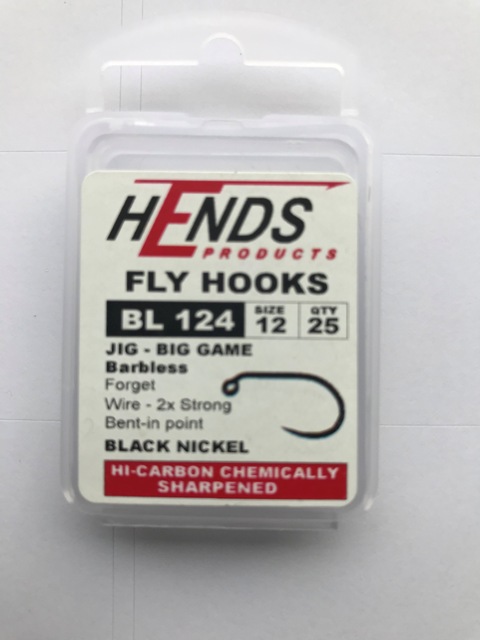 HENDS
PRODUCTS
FLY HOOKS
BL 124 SIZE 12 QTY 25
JIG - BIG GAME
Barbless
Forget
Wire - 2x Strong
Bent-in point
BLACK NICKEL
HI-CARBON CHEMICALLY
SHARPENED